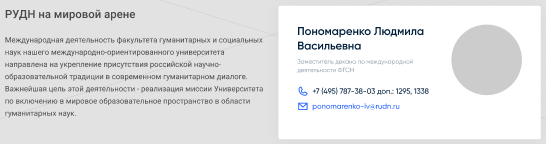 РУДН на мировой арене
Международная деятельность факультета гуманитарных и социальных
наук нашего международно-ориентированного университета
направлена на укрепление присутствия российской научно-
образовательной традиции в современном гуманитарном диалоге.
Важнейшая цель этой деятельности - реализация миссии Университета
по включению в мировое образовательное пространство в области
гуманитарных наук.
Пономаренко Людмила
Васильевна
Заместитель декана по международной
деятельности ФГСН
+7 (495) 787-38-03 доп.: 1295, 1338
ponomarenko-lv@rudn.ru